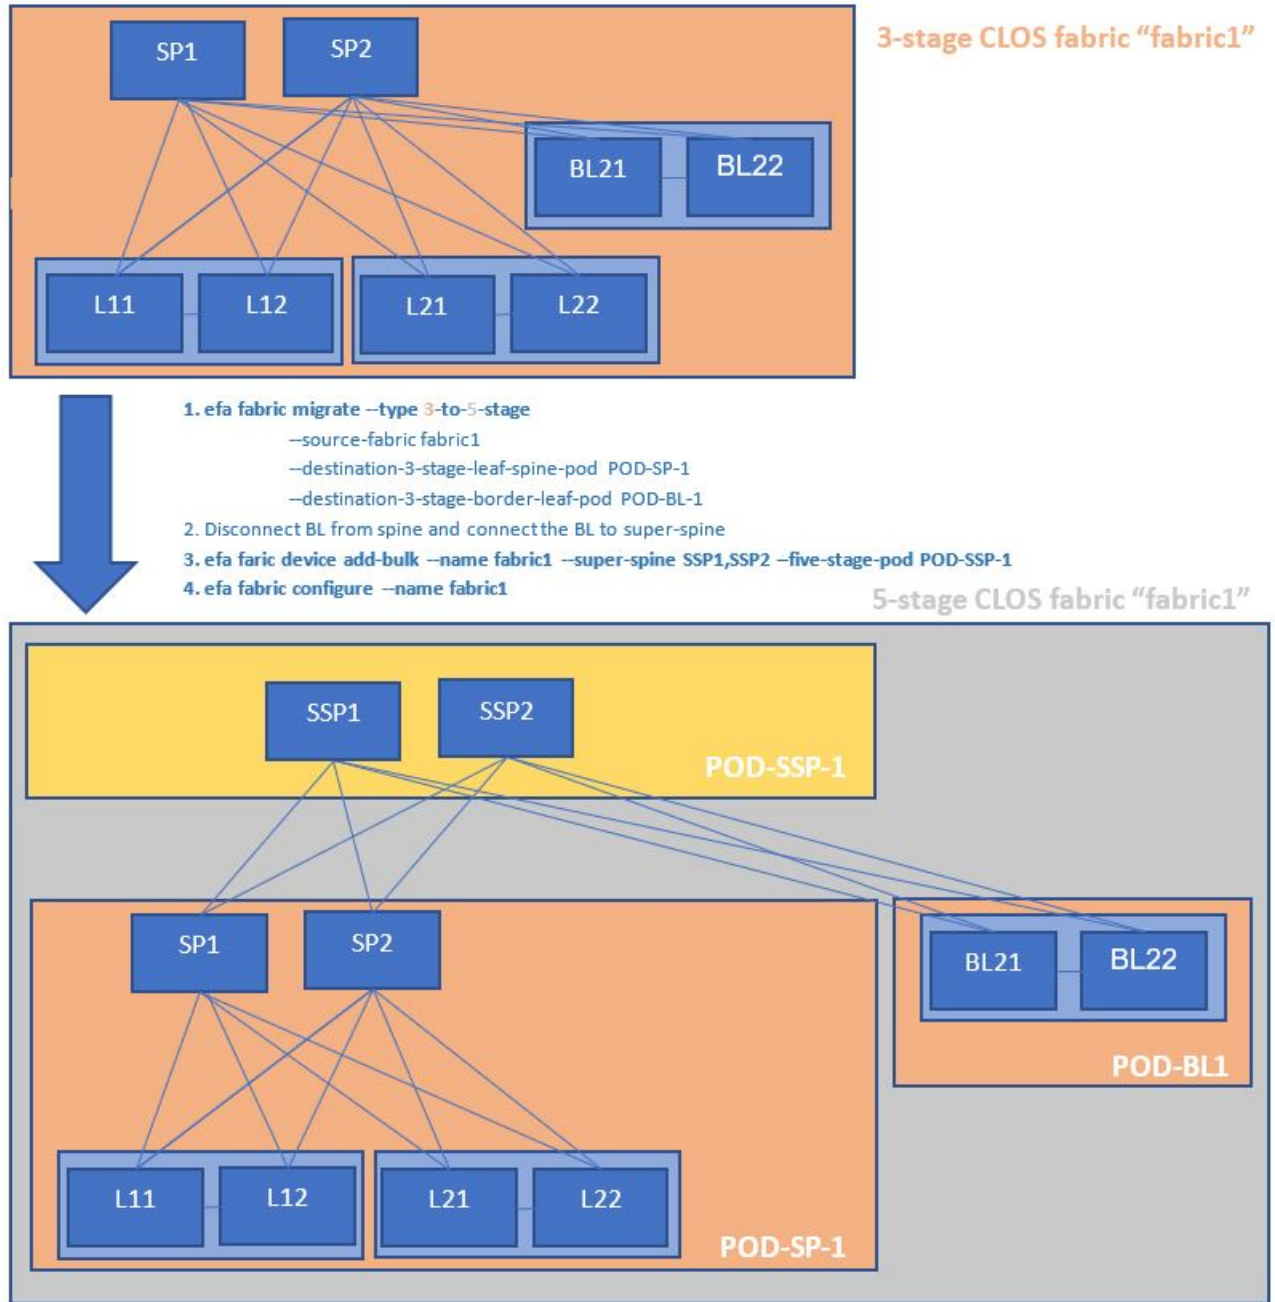 3-stage CLOS fabric “fabric1”
SP1
SP2
BL21
BL22
L11
L12
L21
L22
1. efa fabric migrate --type 3-to-5-stage
--source-fabric fabric1
--destination-3-stage-leaf-spine-pod POD-SP-1
--destination-3-stage-border-leaf-pod POD-BL-1
2. Disconnect BL from spine and connect the BL to super-spine
3. efa faric device add-bulk --name fabric1 --super-spine SSP1,SSP2 --five-stage-pod POD-SSP-1
4. efa fabric configure --name fabric1
5-stage CLOS fabric “fabric1”
SSP1
SSP2
POD-SSP-1
SP1
SP2
BL21
BL22
POD-BL1
L11
L12
L21
L22
POD-SP-1